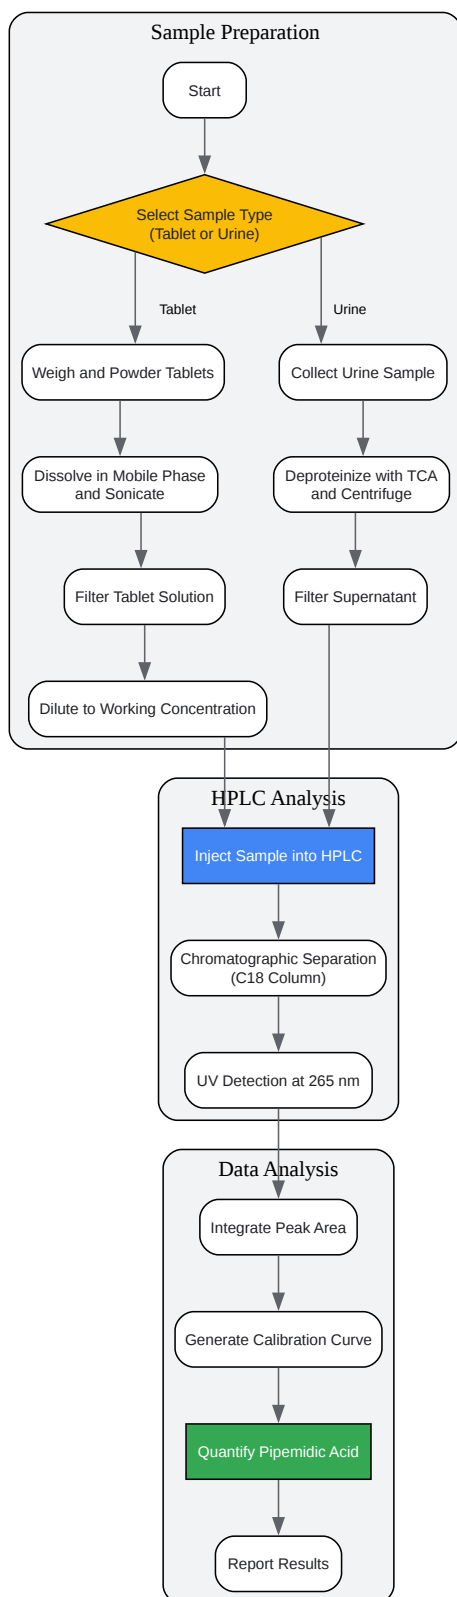 Sample Preparation
Start
Select Sample Type
(Tablet or Urine)
Tablet
Urine
Weigh and Powder Tablets
Collect Urine Sample
Dissolve in Mobile Phase
and Sonicate
Deproteinize with TCA
and Centrifuge
Filter Tablet Solution
Filter Supernatant
Dilute to Working Concentration
HPLC Analysis
Inject Sample into HPLC
Chromatographic Separation
(C18 Column)
UV Detection at 265 nm
Data Analysis
Integrate Peak Area
Generate Calibration Curve
Quantify Pipemidic Acid
Report Results